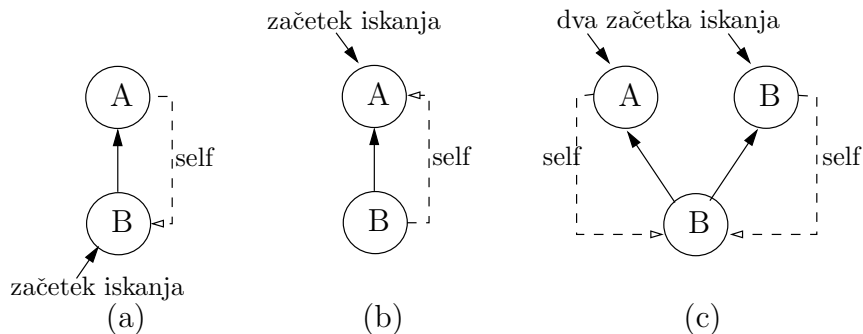 začetek iskanja
dva začetka iskanja
A
A
A
B
self
self
self
self
B
B
B
začetek iskanja
(a)
(b)
(c)